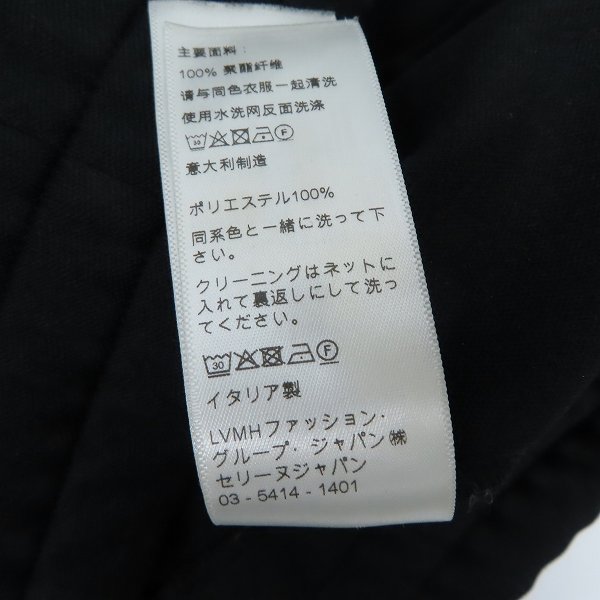 主要面料：
100% 聚酯纤维
请与同色衣服一起清洗
使用水洗网反面洗涤
30 F
意大利制造
ポリエステル100%
同系色と一緒に洗って下
さい。
クリーニングはネットに
入れて裏返しにして洗っ
てください。
30 F
イタリア製
LVMHファッション・
グループ・ジャパン㈱
セリーヌジャパン
03 - 5414 - 1401